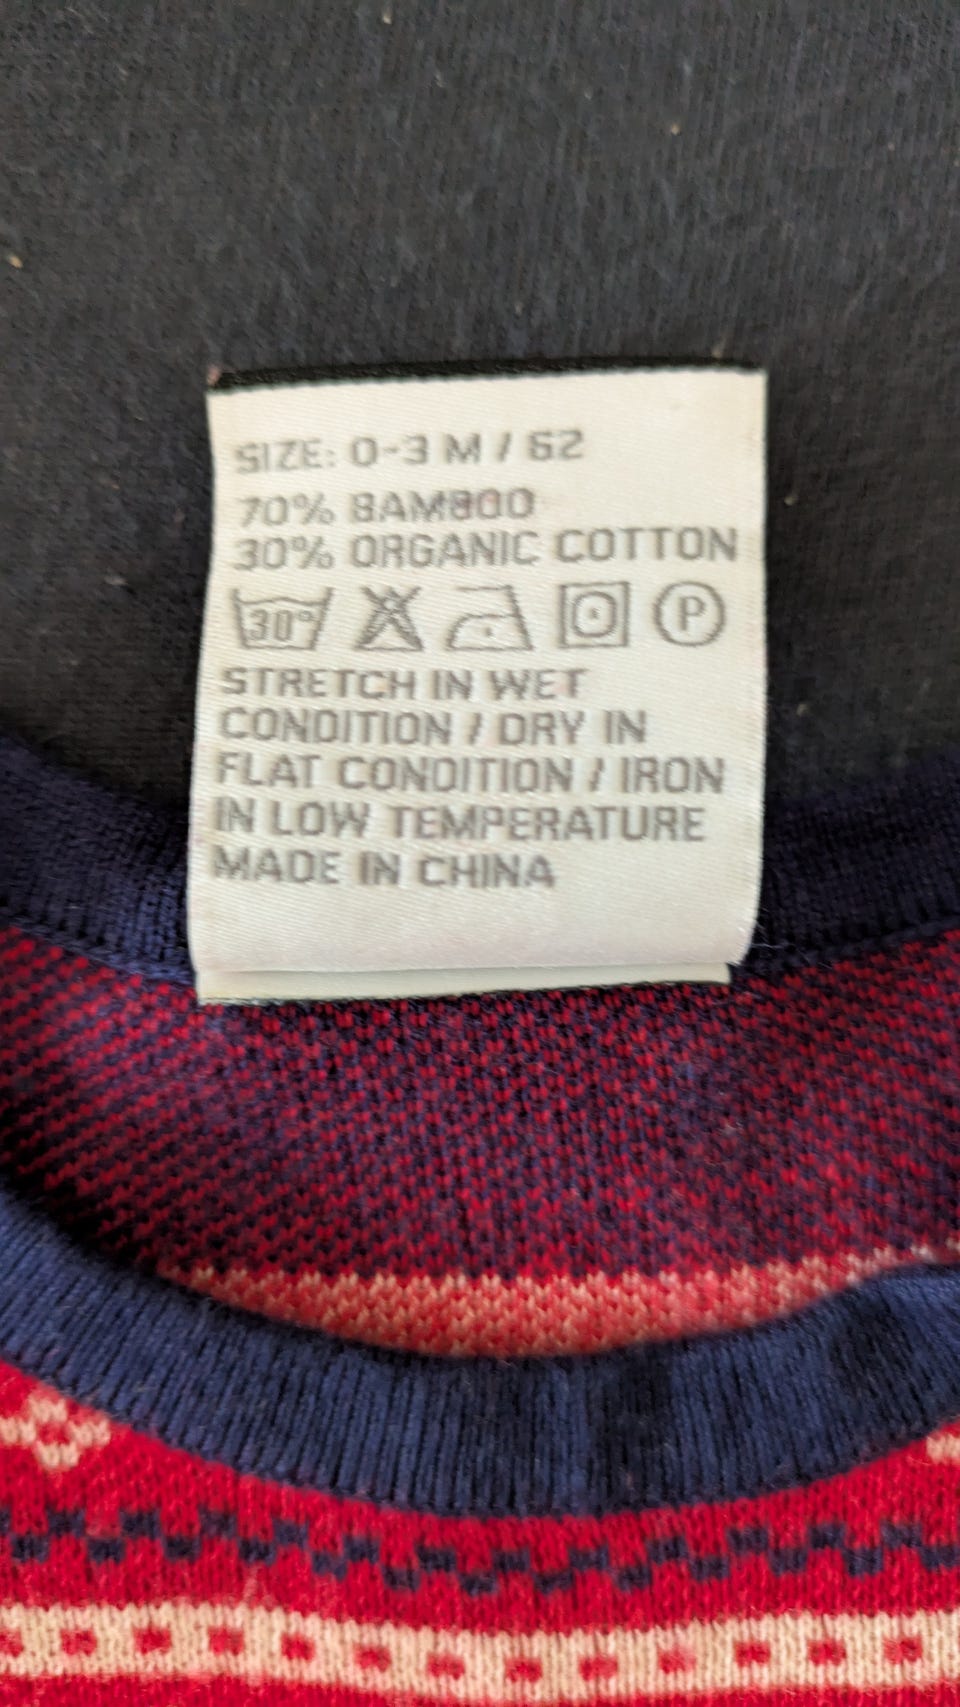 SIZE: 0-3 M / 62
70% BAMBOO
30% ORGANIC COTTON
30° P
STRETCH IN WET
CONDITION / DRY IN
FLAT CONDITION / IRON
IN LOW TEMPERATURE
MADE IN CHINA